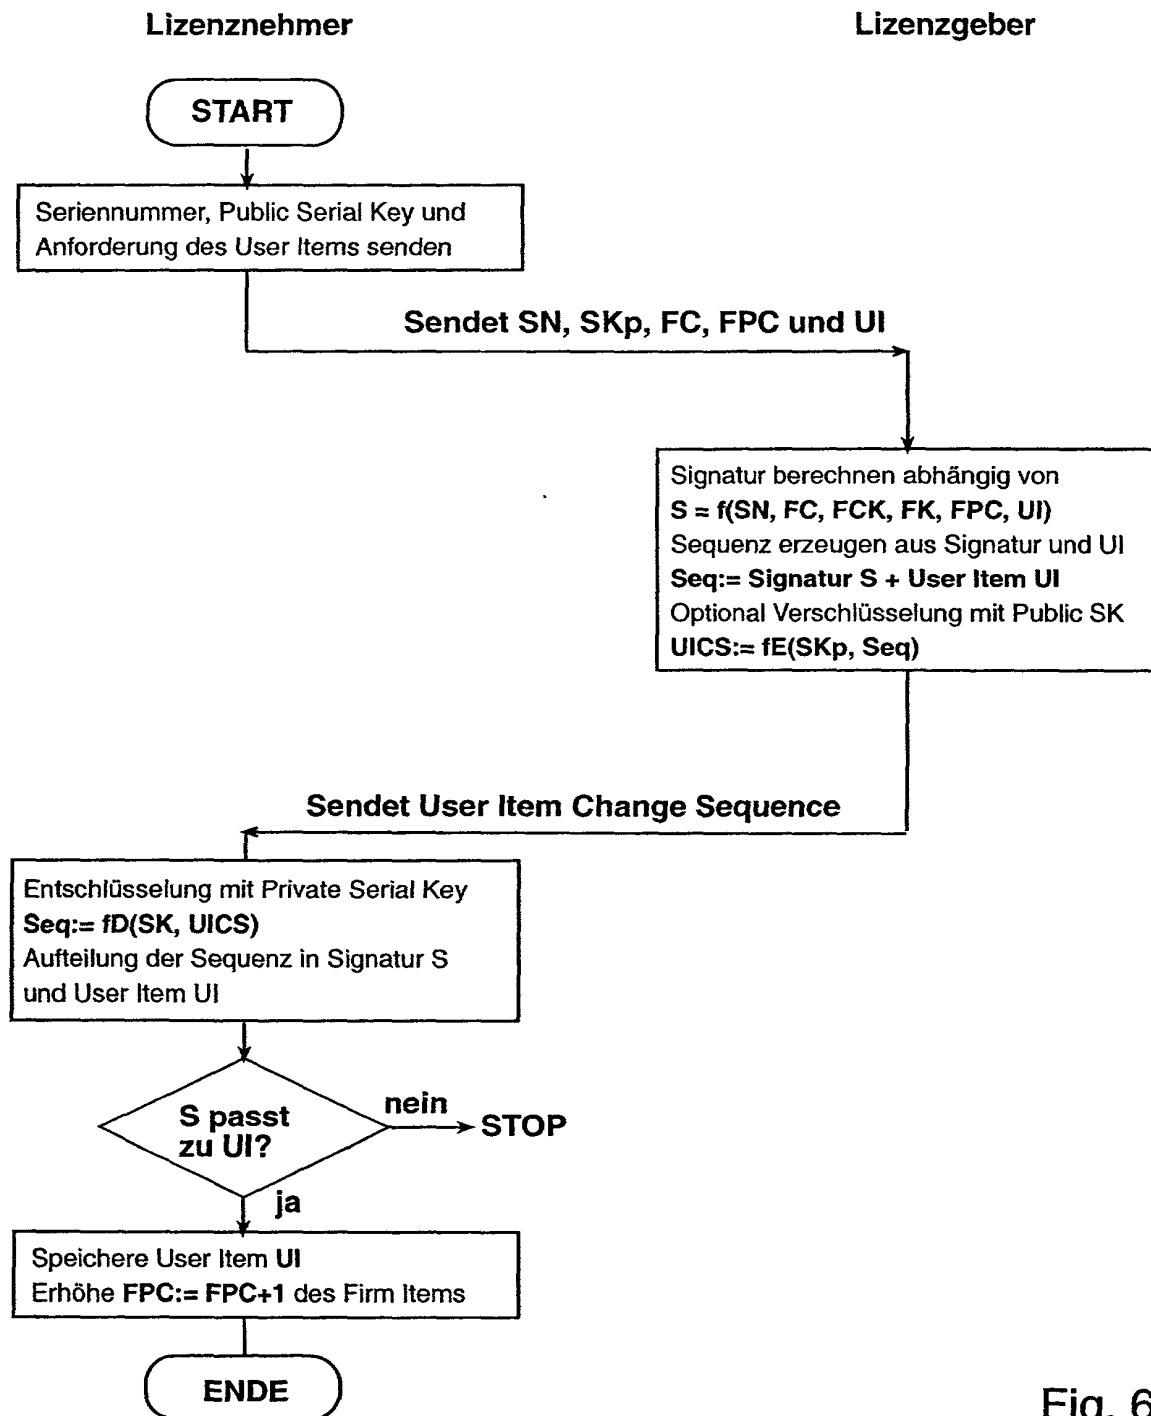 Lizenznehmer
Lizenzgeber
START
Seriennummer, Public Serial Key und
Anforderung des User Items senden
Sendet SN, SKp, FC, FPC und UI
Signatur berechnen abhängig von
S = f(SN, FC, FCK, FK, FPC, UI)
Sequenz erzeugen aus Signatur und UI
Seq:= Signatur S + User Item UI
Optional Verschlüsselung mit Public SK
UICS:= fE(SKp, Seq)
Sendet User Item Change Sequence
Entschlüsselung mit Private Serial Key
Seq:= fD(SK, UICS)
Aufteilung der Sequenz in Signatur S
und User Item UI
S passt
zu UI?
nein
STOP
ja
Speichere User Item UI
Erhöhe FPC:= FPC+1 des Firm Items
ENDE
Fig. 6